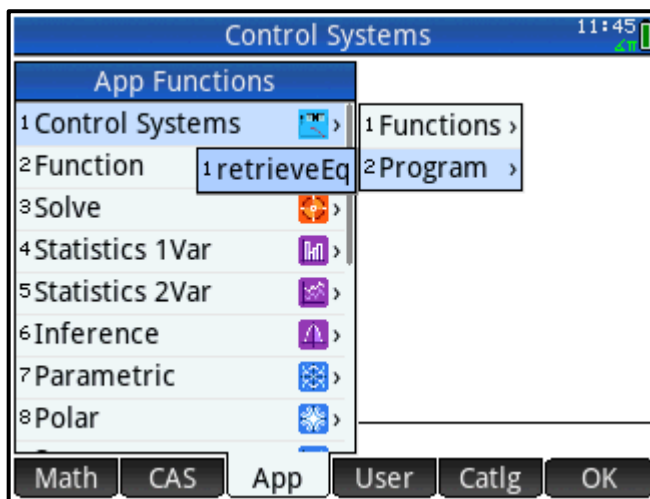 Control Systems 11:45
∡π
App Functions
1 Control Systems ›
1 Functions ›
2 Function
1 retrieveEq
2 Program ›
3 Solve ›
4 Statistics 1Var ›
5 Statistics 2Var ›
6 Inference ›
7 Parametric ›
8 Polar ›
Math CAS App User Catlg OK